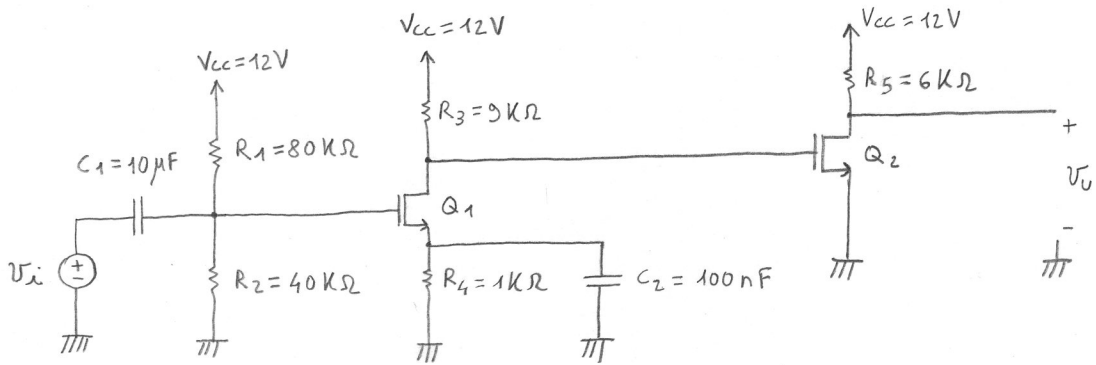 Vcc=12V
Vcc=12V
Vcc=12V
R5=6KΩ
R3=9KΩ
C1=10μF
R1=80KΩ
Q1
Q2
+
vu
-
vi
+
-
R2=40KΩ
R4=1KΩ
C2=100nF